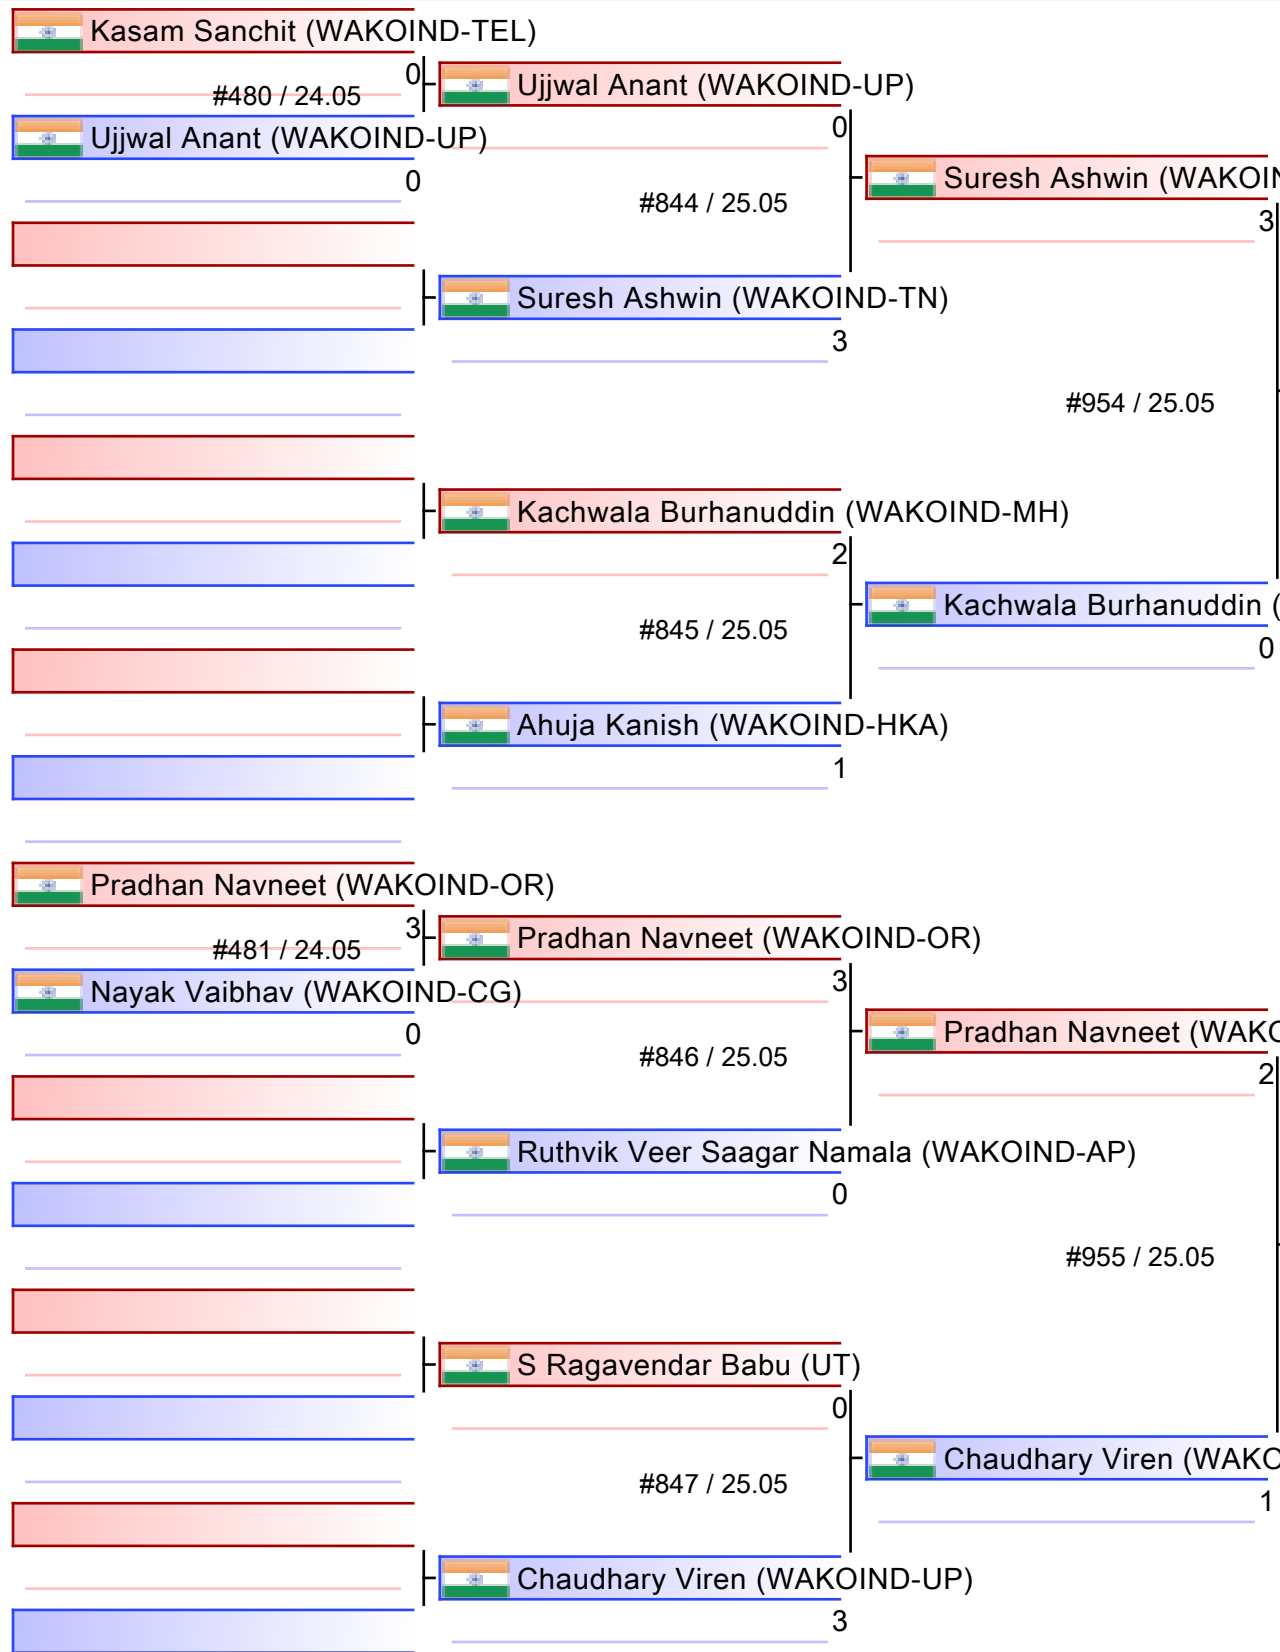 Kasam Sanchit (WAKOIND-TEL)
0
#480 / 24.05
Ujjwal Anant (WAKOIND-UP)
0
Ujjwal Anant (WAKOIND-UP)
0
#844 / 25.05
Suresh Ashwin (WAKOIND-TN)
3
Suresh Ashwin (WAKOIN
3
#954 / 25.05
Kachwala Burhanuddin (WAKOIND-MH)
2
#845 / 25.05
Ahuja Kanish (WAKOIND-HKA)
1
Kachwala Burhanuddin (
0
Pradhan Navneet (WAKOIND-OR)
3
#481 / 24.05
Nayak Vaibhav (WAKOIND-CG)
0
Pradhan Navneet (WAKOIND-OR)
3
#846 / 25.05
Ruthvik Veer Saagar Namala (WAKOIND-AP)
0
Pradhan Navneet (WAKO
2
#955 / 25.05
S Ragavendar Babu (UT)
0
#847 / 25.05
Chaudhary Viren (WAKOIND-UP)
3
Chaudhary Viren (WAKO
1